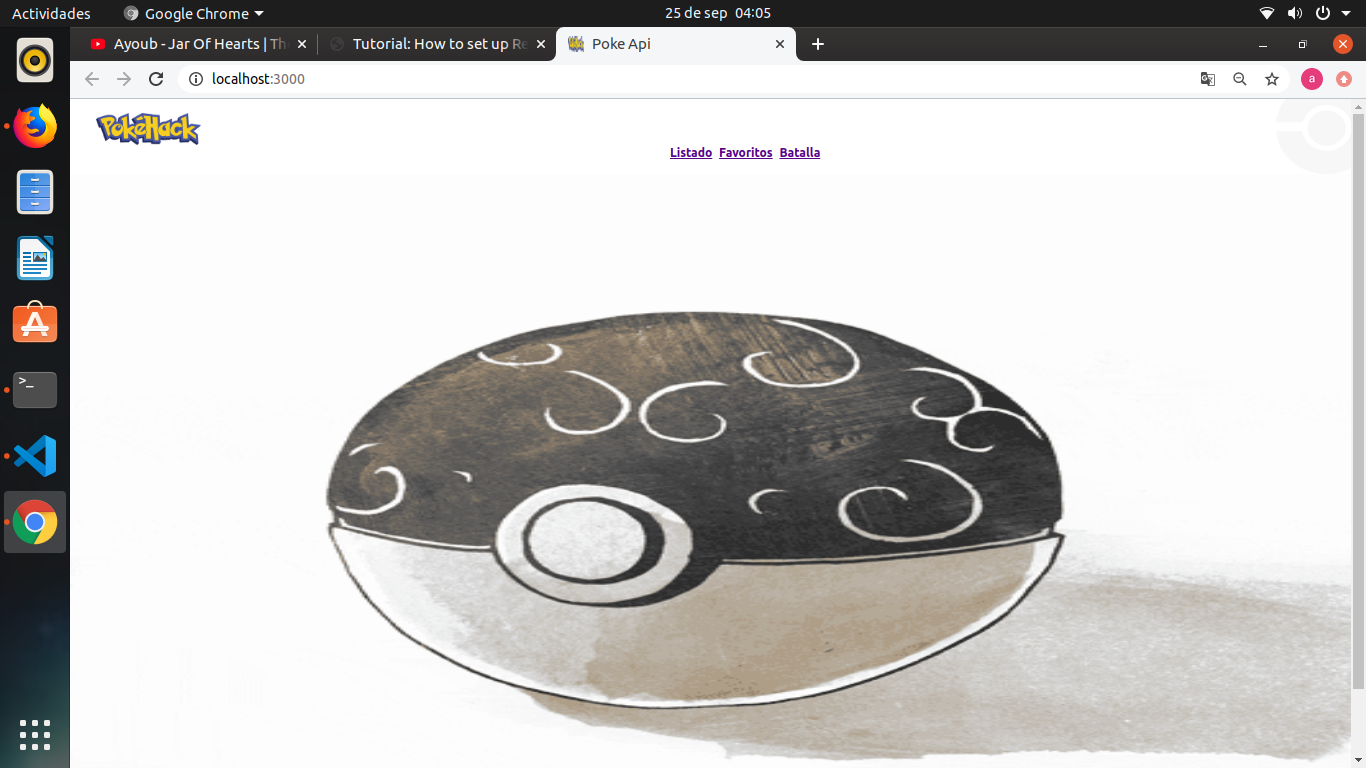 Actividades
Google Chrome
25 de sep 04:05
Ayoub - Jar Of Hearts | Th
Tutorial: How to set up Re
Poke Api
localhost:3000
a
PokéHack
Listado Favoritos Batalla
>_